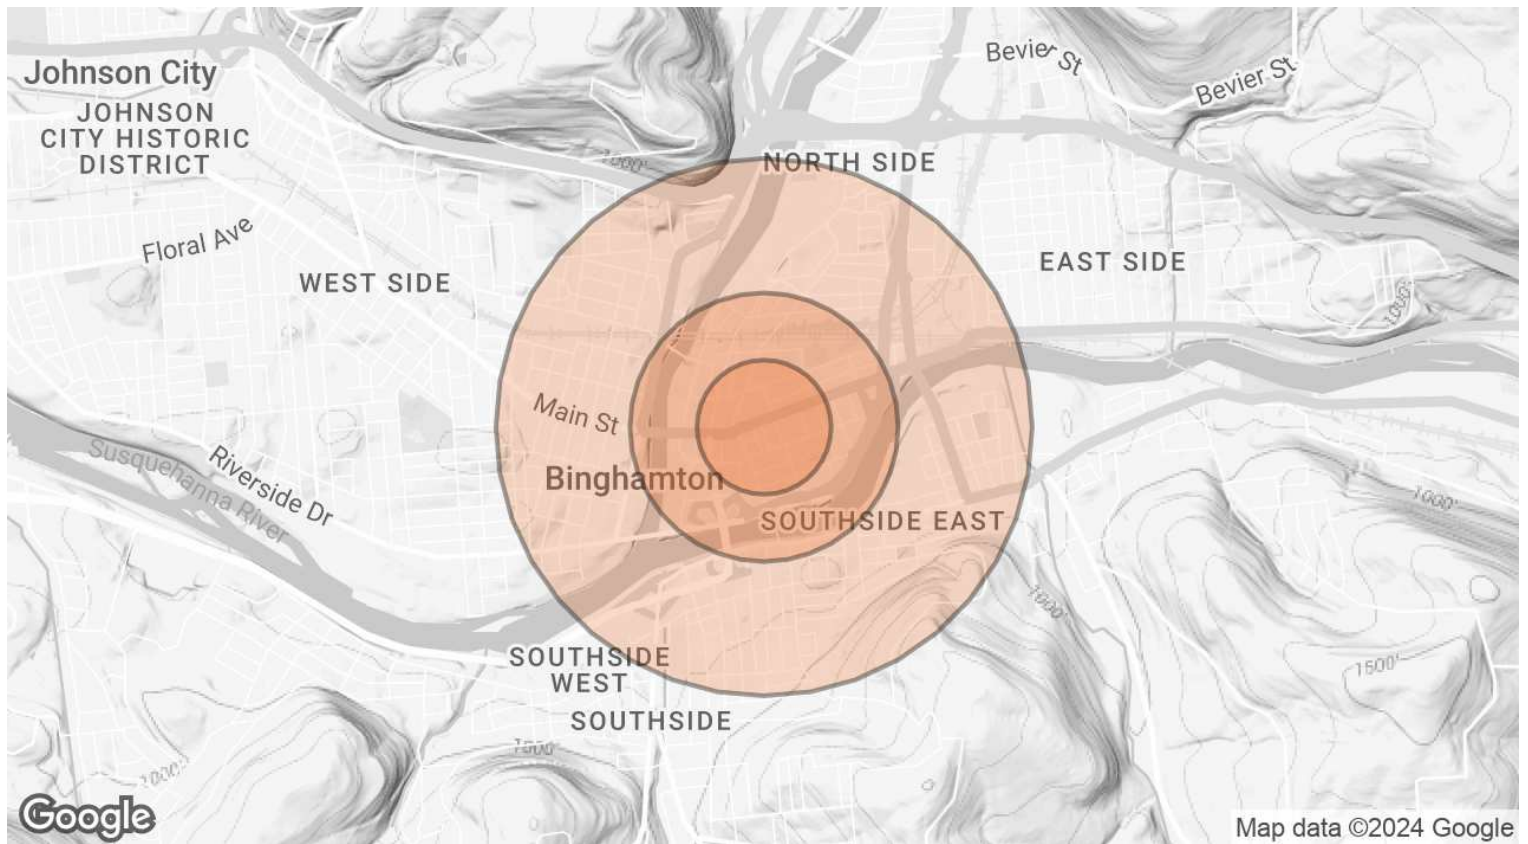 Johnson City
JOHNSON
CITY HISTORIC
DISTRICT
Bevier St
Bevier St
1000'
NORTH SIDE
Floral Ave
WEST SIDE
EAST SIDE
1000'
Main St
Susquehanna River
Riverside Dr
Binghamton
SOUTHSIDE EAST
1000'
1000'
SOUTHSIDE
WEST
1500'
SOUTHSIDE
1000'
1000'
Google
Map data ©2024 Google